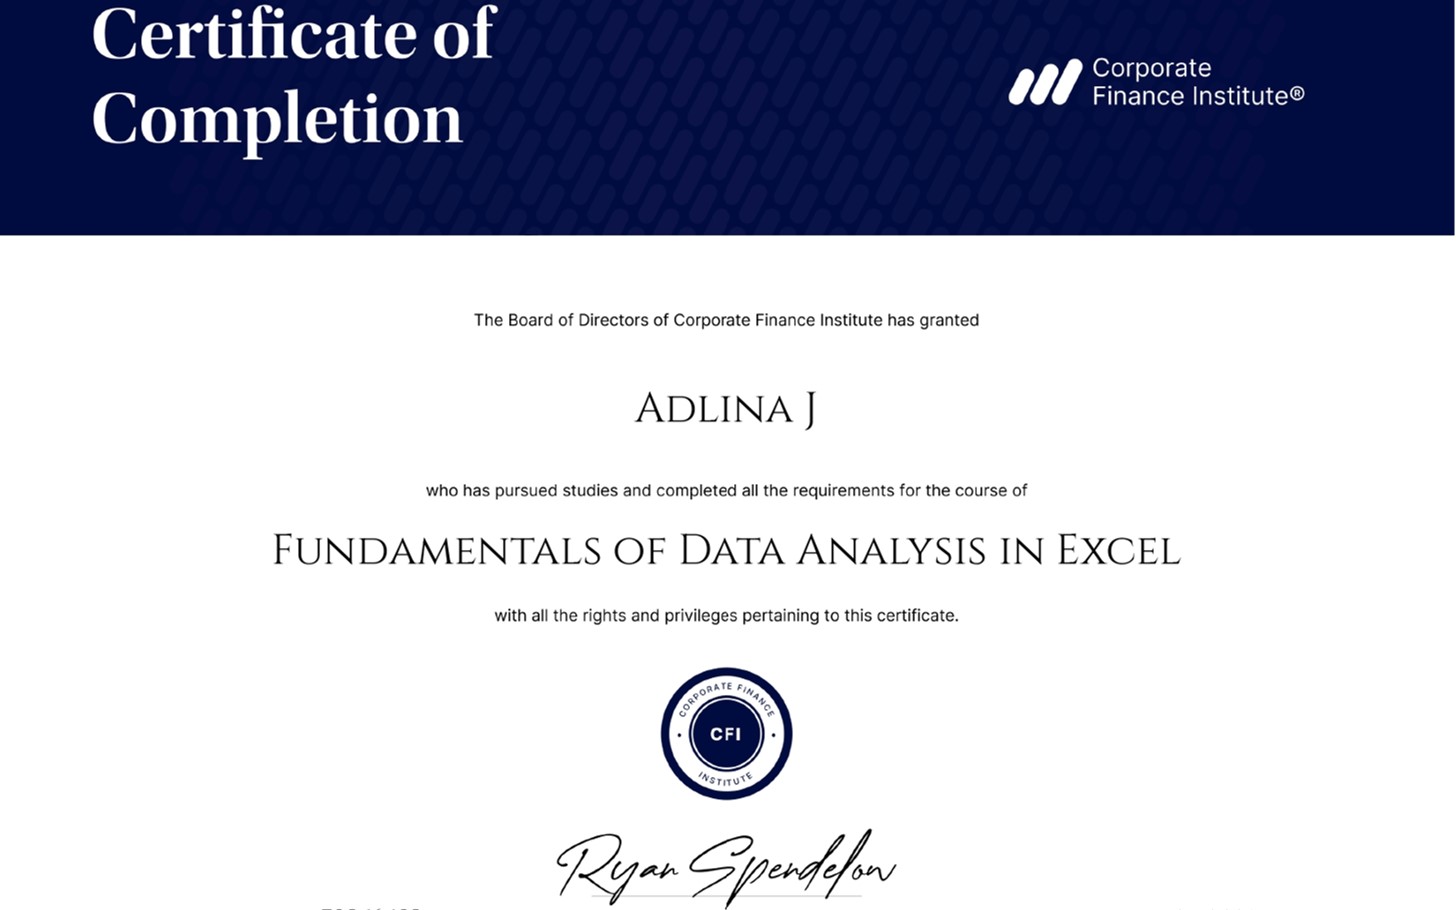 Certificate of
Completion
Corporate
Finance Institute®
The Board of Directors of Corporate Finance Institute has granted
Adlina J
who has pursued studies and completed all the requirements for the course of
Fundamentals of Data Analysis in Excel
with all the rights and privileges pertaining to this certificate.
CORPORATE FINANCE
CFI
INSTITUTE
Ryan Spendelow